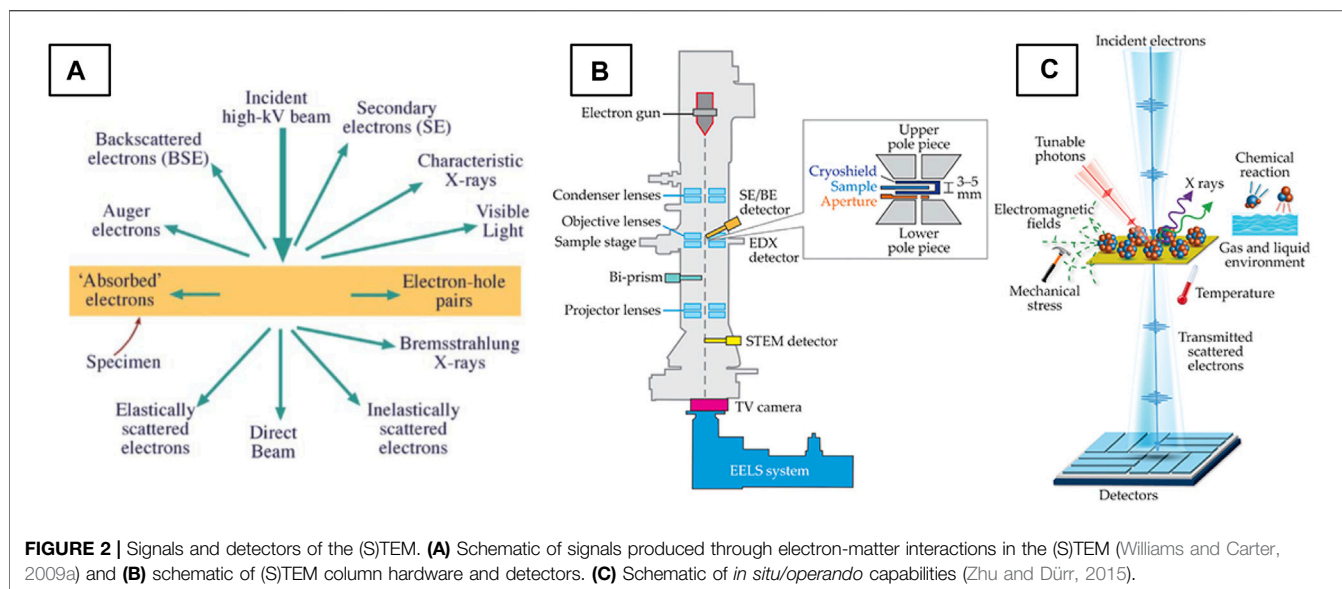 A
Incident
high-kV beam
Secondary
electrons (SE)
Backscattered
electrons (BSE)
Characteristic
X-rays
Auger
electrons
Visible
Light
'Absorbed'
electrons
Electron-hole
pairs
Specimen
Bremsstrahlung
X-rays
Elastically
scattered
electrons
Direct
Beam
Inelastically
scattered
electrons
B
Electron gun
Condenser lenses
Objective lenses
Sample stage
Bi-prism
Projector lenses
SE/BE
detector
EDX
detector
STEM detector
TV camera
EELS system
Upper
pole piece
Cryoshield
Sample
Aperture
3–5
mm
Lower
pole piece
C
Incident electrons
Tunable
photons
X rays
Chemical
reaction
Electromagnetic
fields
Gas and liquid
environment
Mechanical
stress
Temperature
Transmitted
scattered
electrons
Detectors
FIGURE 2 | Signals and detectors of the (S)TEM. (A) Schematic of signals produced through electron-matter interactions in the (S)TEM (Williams and Carter,
2009a) and (B) schematic of (S)TEM column hardware and detectors. (C) Schematic of in situ/operando capabilities (Zhu and Dürr, 2015).